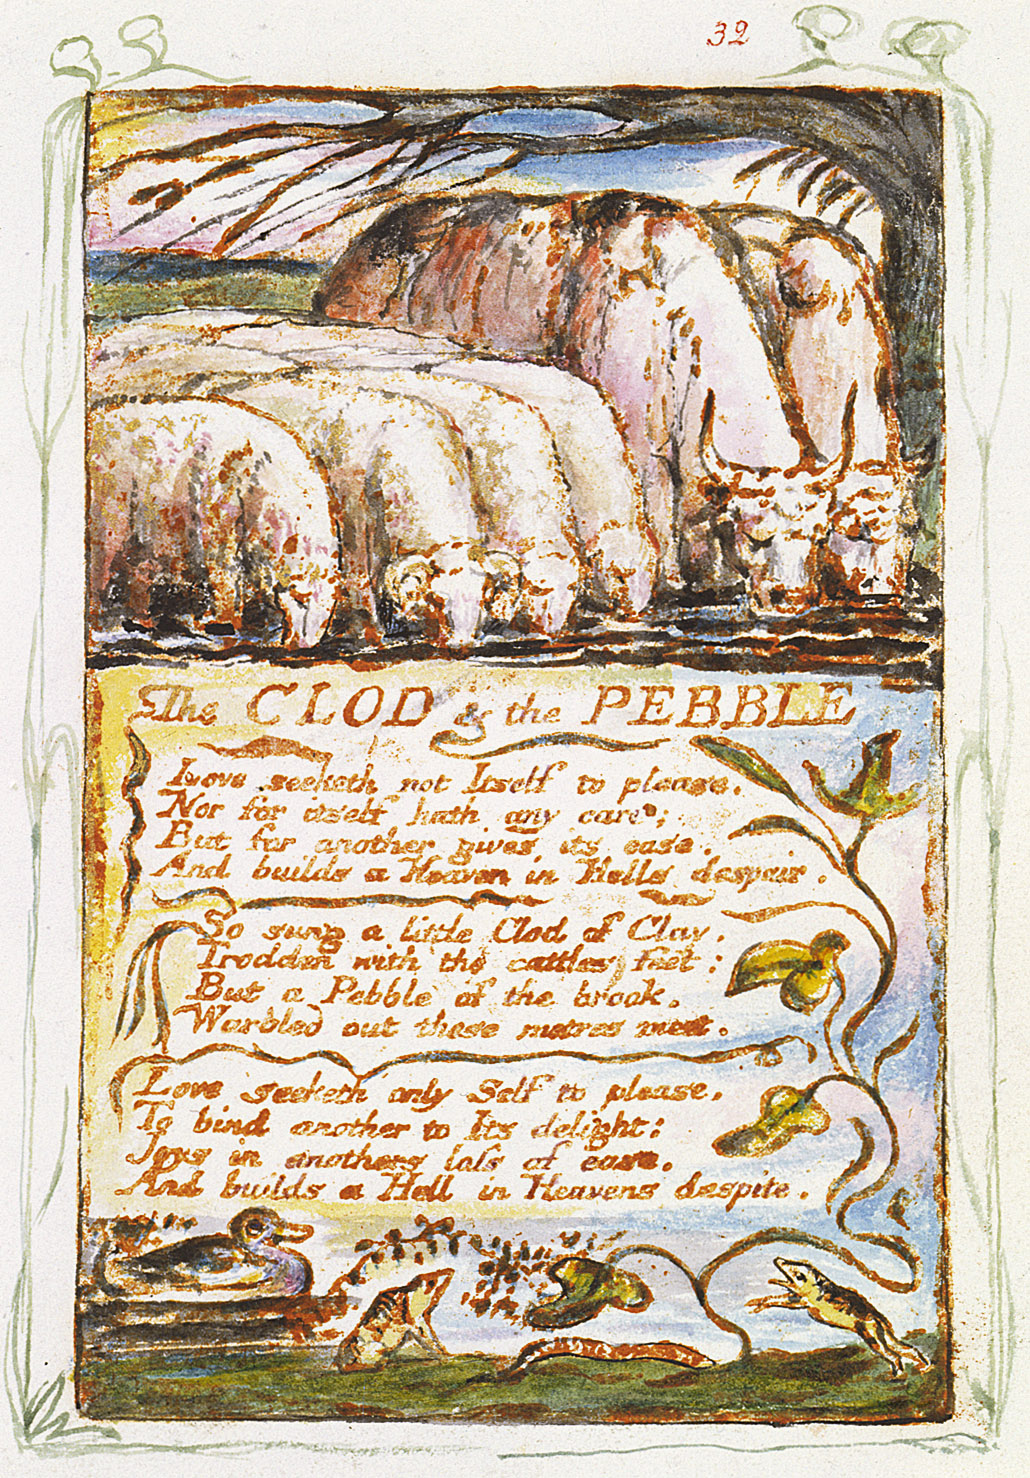 32
The CLOD & the PEBBLE
Love seeketh not Itself to please.
Nor for itself hath any care;
But for another gives its ease.
And builds a Heaven in Hells despair.
So sung a little Clod of Clay,
Trodden with the cattles feet:
But a Pebble of the brook.
Warbled out these metres meet.
Love seeketh only Self to please,
To bind another to Its delight:
Joys in anothers loss of ease.
And builds a Hell in Heavens despite.